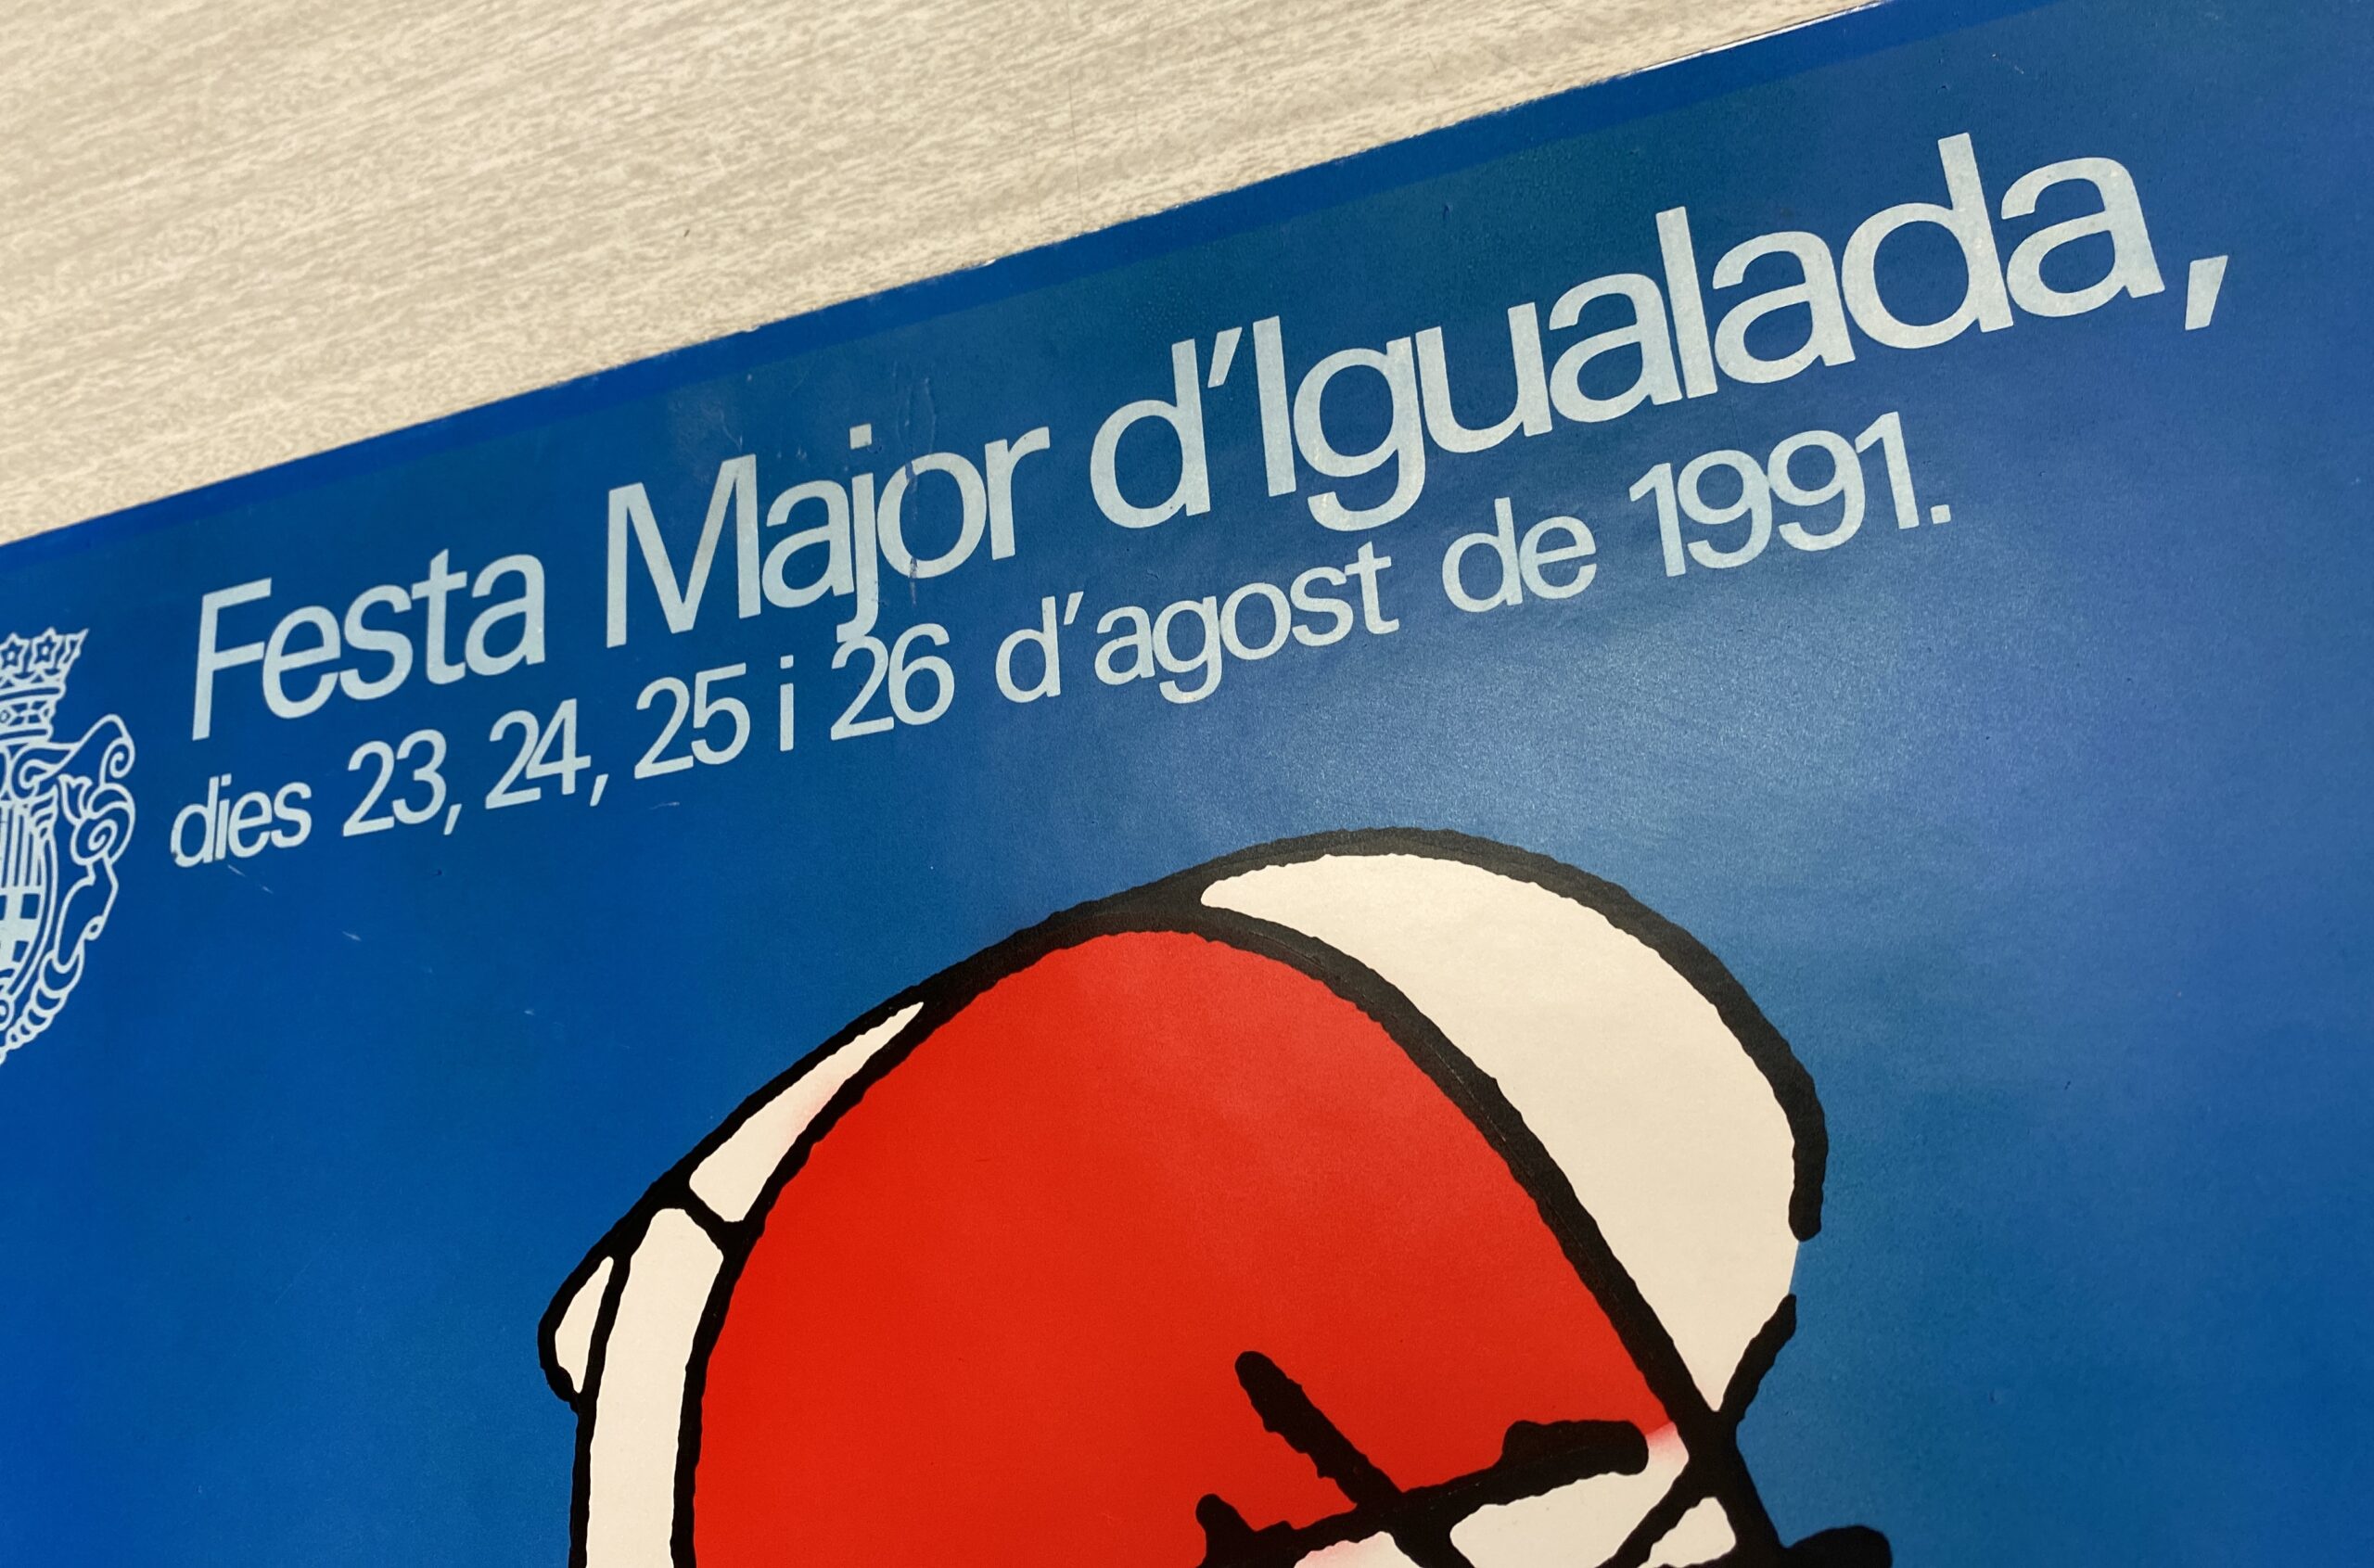 Festa Major d'Igualada,
dies 23, 24, 25 i 26 d'agost de 1991.